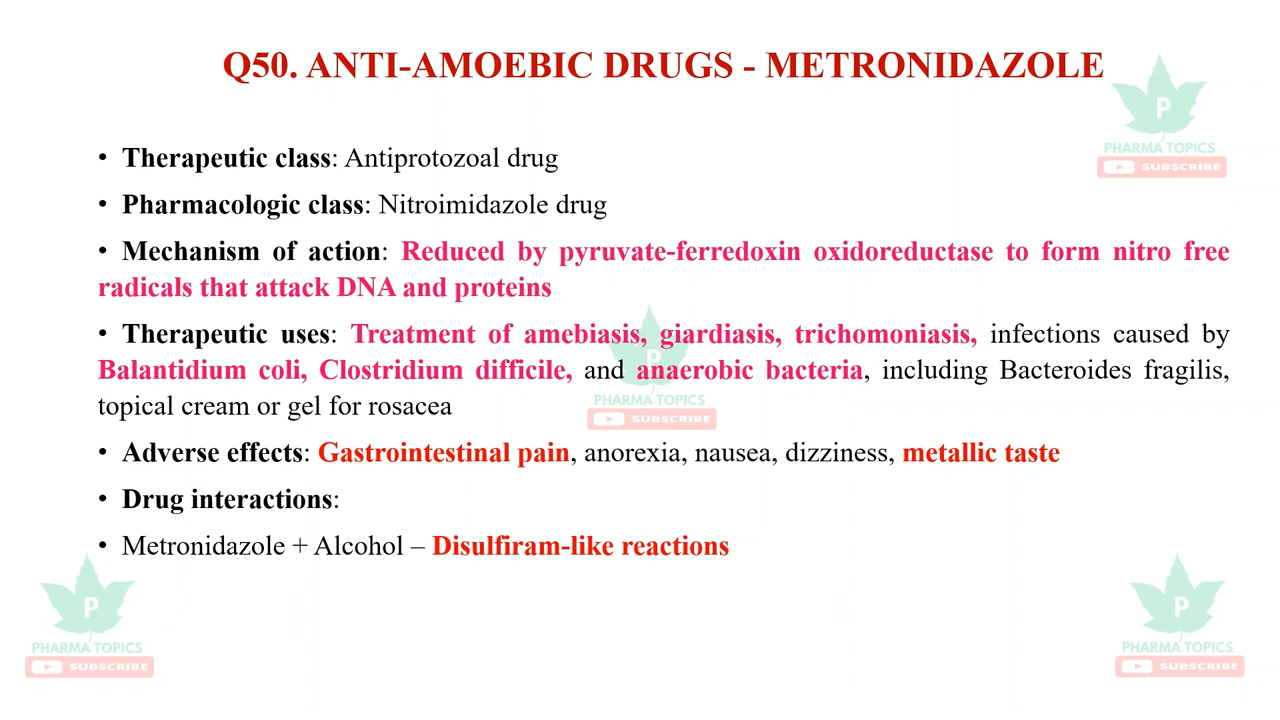 Q50. ANTI-AMOEBIC DRUGS - METRONIDAZOLE
P
PHARMA TOPICS
SUBSCRIBE
• Therapeutic class: Antiprotozoal drug
• Pharmacologic class: Nitroimidazole drug
• Mechanism of action: Reduced by pyruvate-ferredoxin oxidoreductase to form nitro free
radicals that attack DNA and proteins
• Therapeutic uses: Treatment of amebiasis, giardiasis, trichomoniasis, infections caused by
Balantidium coli, Clostridium difficile, and anaerobic bacteria, including Bacteroides fragilis,
topical cream or gel for rosacea
P
PHARMA TOPICS
SUBSCRIBE
• Adverse effects: Gastrointestinal pain, anorexia, nausea, dizziness, metallic taste
• Drug interactions:
• Metronidazole + Alcohol – Disulfiram-like reactions
P
PHARMA TOPICS
SUBSCRIBE
P
PHARMA TOPICS
SUBSCRIBE